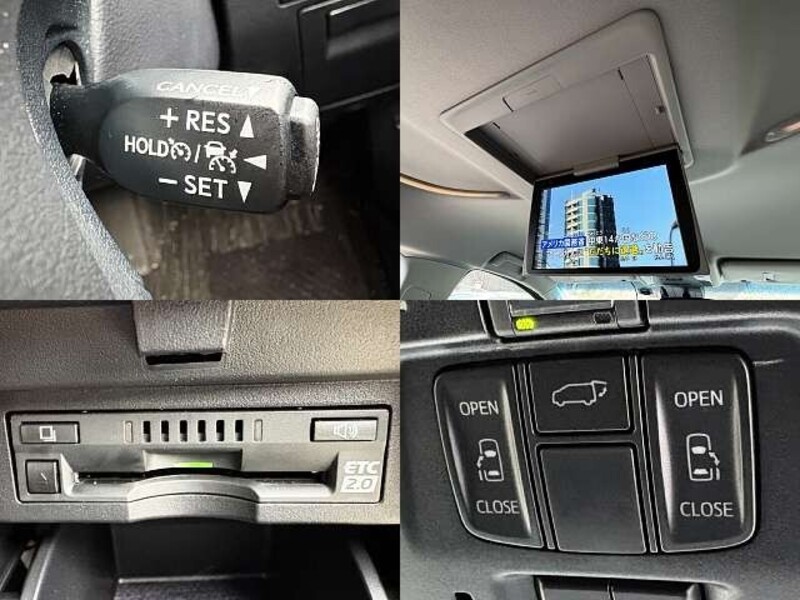 CANCEL
+ RES
HOLD /
- SET
アメリカ国務省
ETC
2.0
OPEN
CLOSE
OPEN
CLOSE